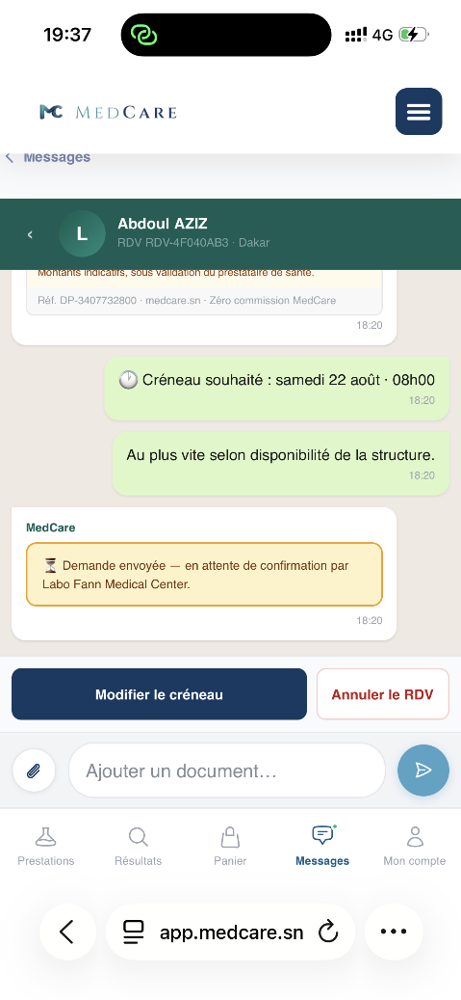 19:37
4G
MC MEDCARE
Messages
L
Abdoul AZIZ
RDV RDV-4F040AB3 · Dakar
Montants indicatifs, sous validation du prestataire de santé.
Réf. DP-3407732800 · medcare.sn · Zéro commission MedCare
18:20
🕐 Créneau souhaité : samedi 22 août · 08h00
18:20
Au plus vite selon disponibilité de la structure.
18:20
MedCare
⏳ Demande envoyée — en attente de confirmation par
Labo Fann Medical Center.
18:20
Modifier le créneau
Annuler le RDV
Ajouter un document…
Prestations
Résultats
Panier
Messages
Mon compte
app.medcare.sn